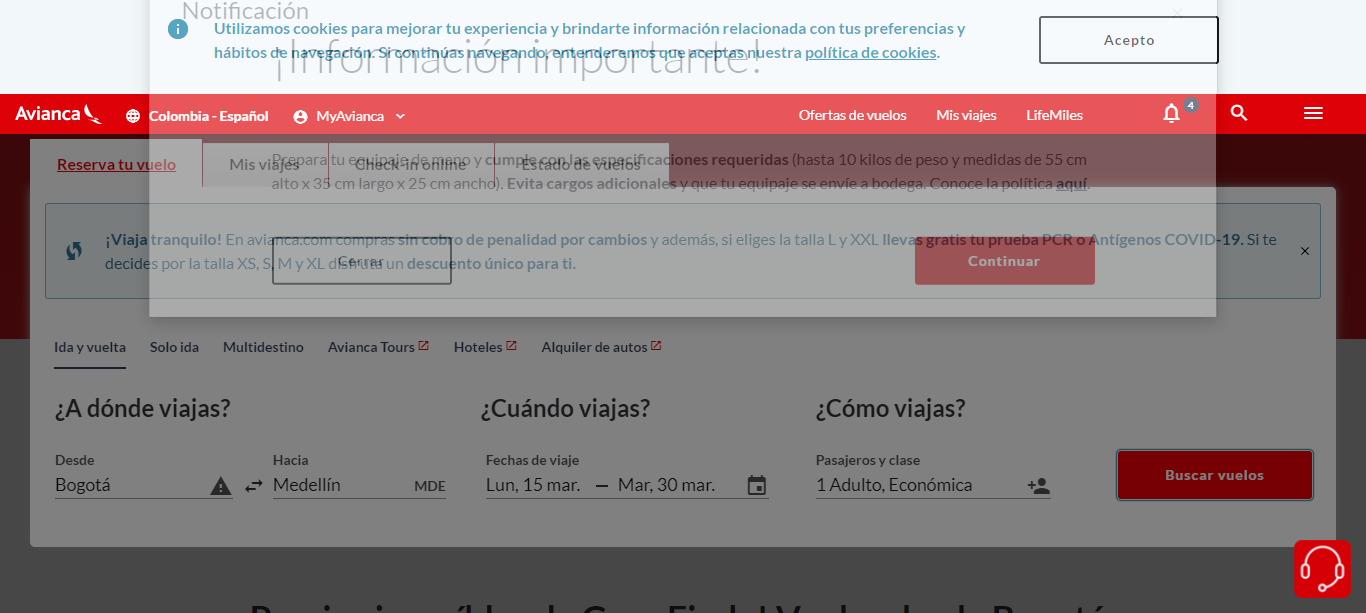 Notificación
Utilizamos cookies para mejorar tu experiencia y brindarte información relacionada con tus preferencias y
hábitos de navegación. Si continúas navegando, entenderemos que aceptas nuestra política de cookies.
Acepto
¡Información importante!
Avianca
Colombia - Español
MyAvianca
Ofertas de vuelos
Mis viajes
LifeMiles
4
Reserva tu vuelo
Mis viajes
Check-in online
Estado de vuelos
Prepara tu equipaje de mano y cumple con las especificaciones requeridas (hasta 10 kilos de peso y medidas de 55 cm
alto x 35 cm largo x 25 cm ancho). Evita cargos adicionales y que tu equipaje se envíe a bodega. Conoce la política aquí.
¡Viaja tranquilo! En avianca.com compras sin cobro de penalidad por cambios y además, si eliges la talla L y XXL llevas gratis tu prueba PCR o Antígenos COVID-19. Si te
decides por la talla XS, S, M y XL disfruta un descuento único para ti.
Cerrar
Continuar
Ida y vuelta
Solo ida
Multidestino
Avianca Tours
Hoteles
Alquiler de autos
¿A dónde viajas?
¿Cuándo viajas?
¿Cómo viajas?
Desde
Hacia
Fechas de viaje
Pasajeros y clase
Bogotá
Medellín
MDE
Lun, 15 mar. — Mar, 30 mar.
1 Adulto, Económica
Buscar vuelos